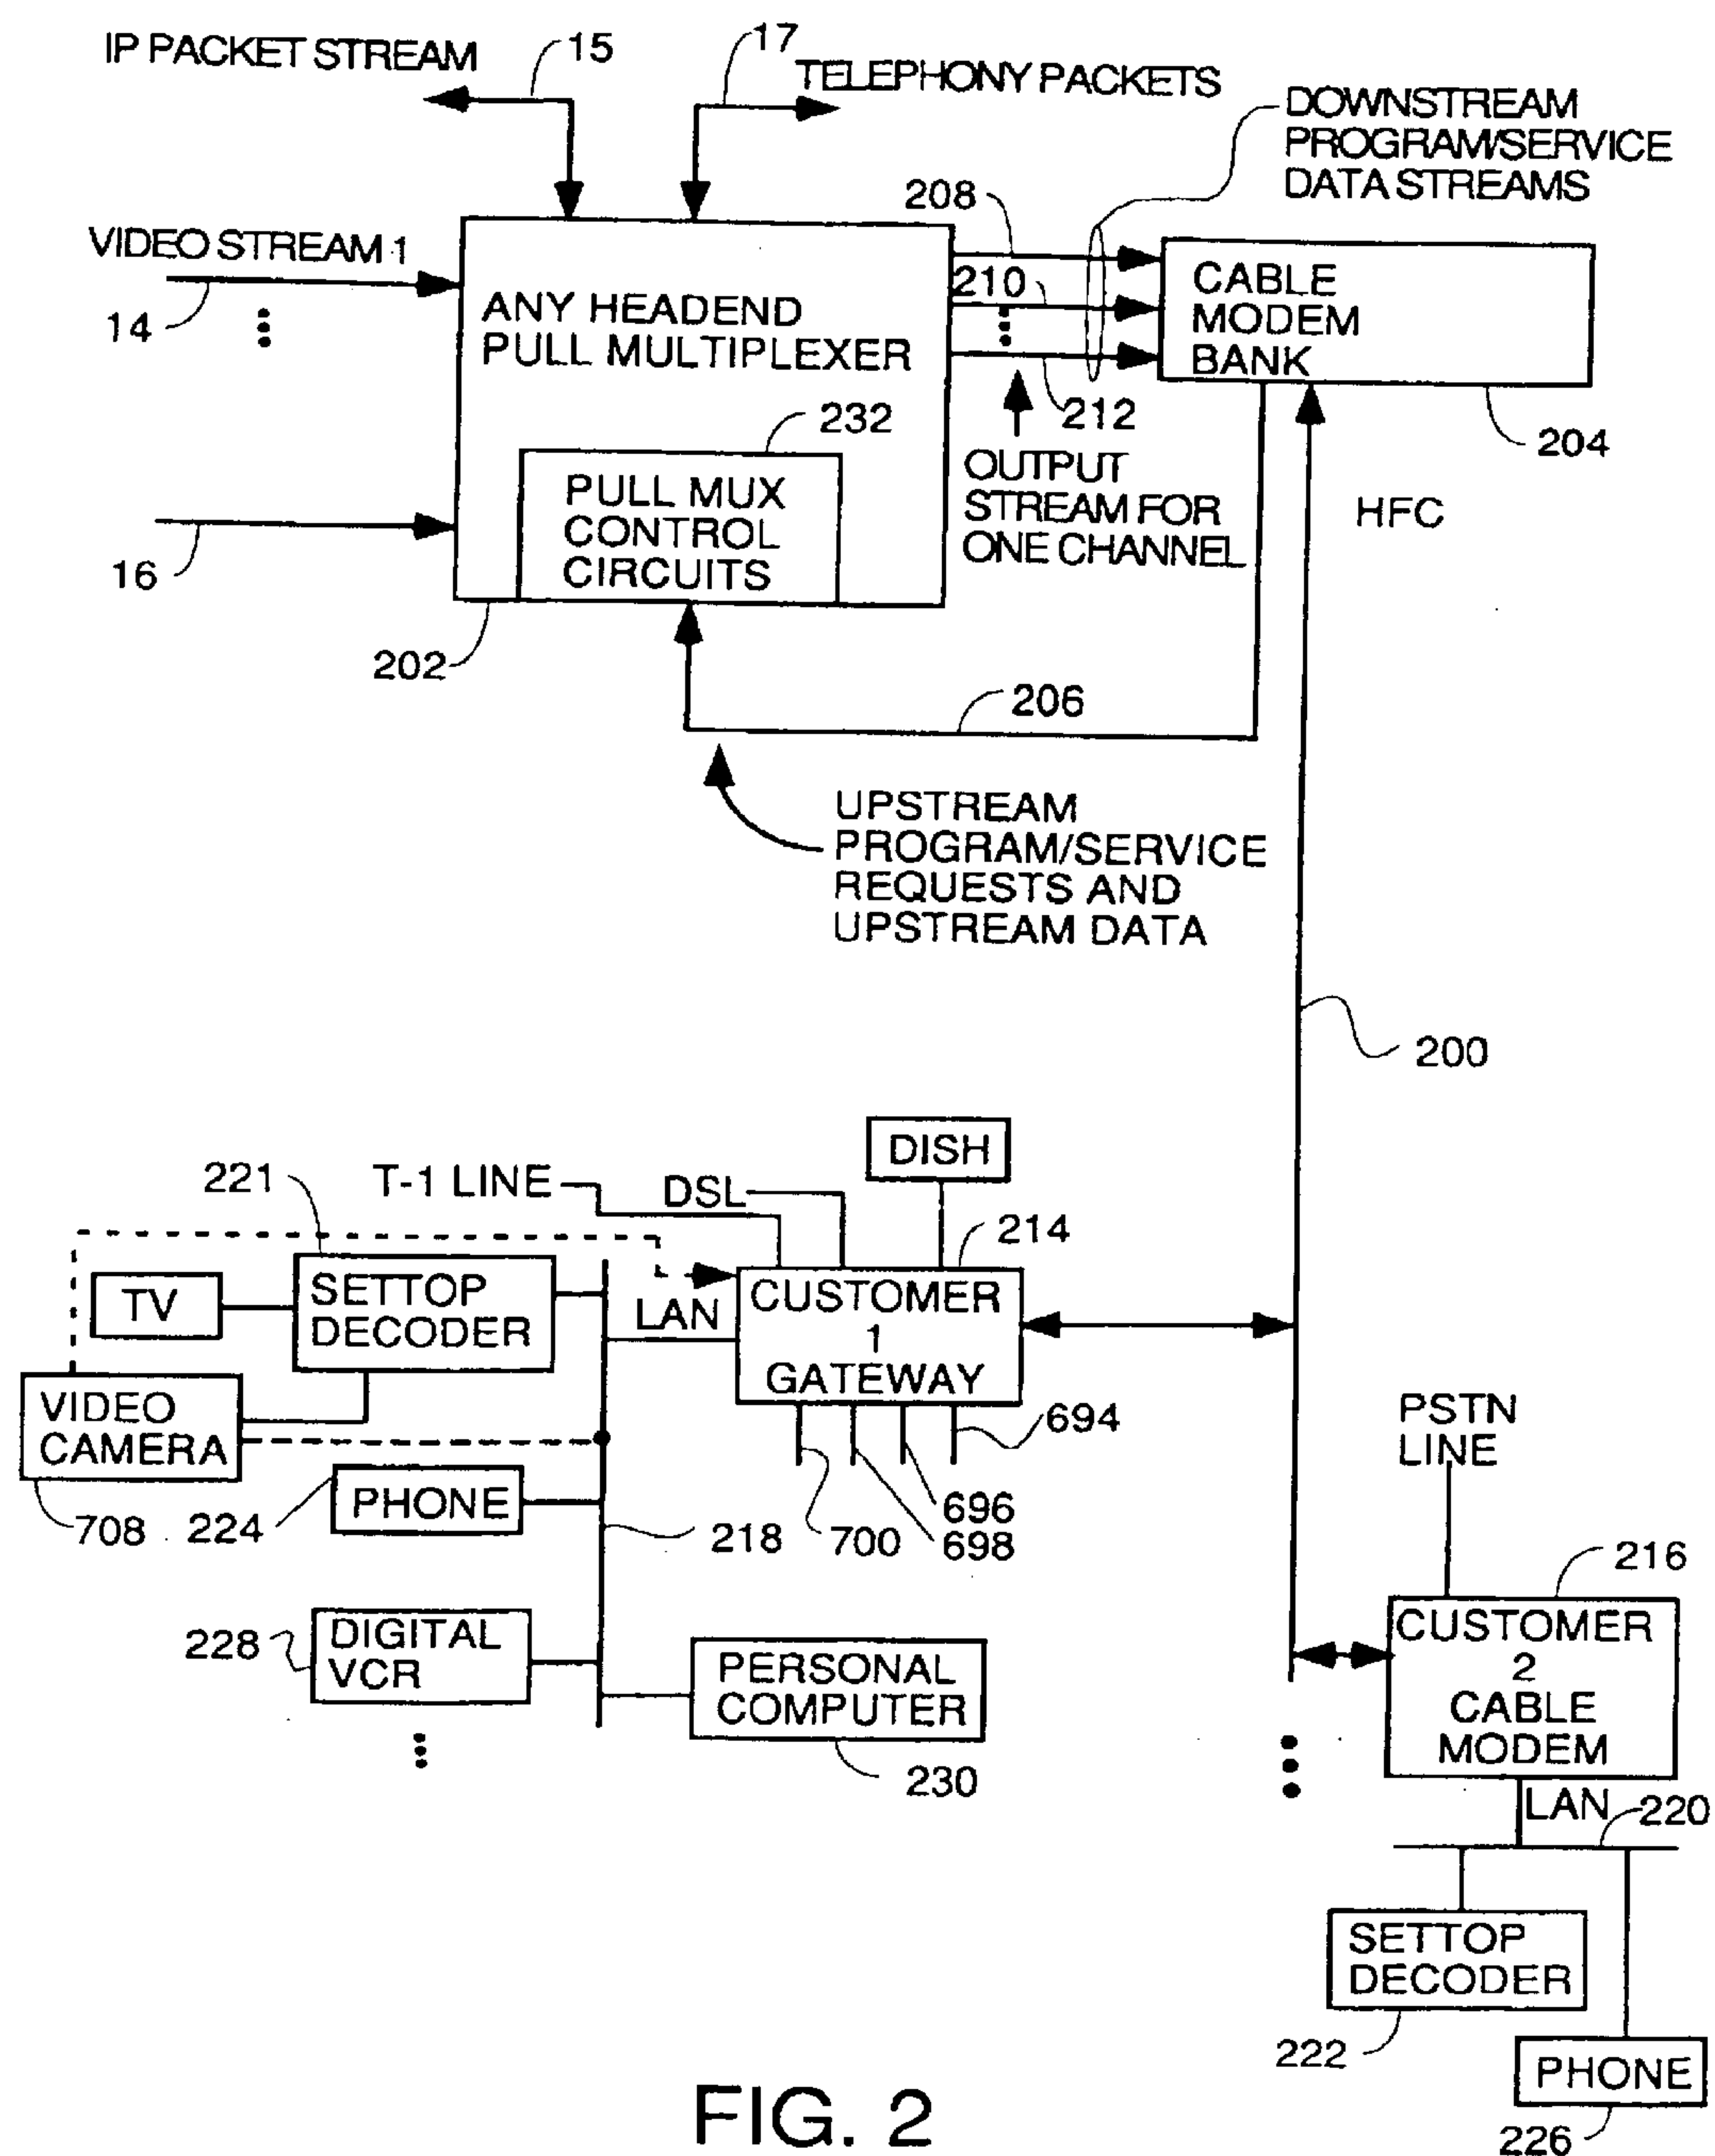 IP PACKET STREAM
15
17
TELEPHONY PACKETS
DOWNSTREAM
PROGRAM/SERVICE
DATA STREAMS
208
VIDEO STREAM 1
14
ANY HEADEND
PULL MULTIPLEXER
210
CABLE
MODEM
BANK
212
204
232
PULL MUX
CONTROL
CIRCUITS
OUTPUT
STREAM FOR
ONE CHANNEL
HFC
16
202
206
UPSTREAM
PROGRAM/SERVICE
REQUESTS AND
UPSTREAM DATA
200
DISH
221
T-1 LINE
DSL
214
TV
SETTOP
DECODER
LAN
CUSTOMER
1
GATEWAY
VIDEO
CAMERA
694
PSTN
LINE
708
224
PHONE
218
700
696
698
216
228
DIGITAL
VCR
PERSONAL
COMPUTER
230
CUSTOMER
2
CABLE
MODEM
LAN
220
SETTOP
DECODER
222
PHONE
226
FIG. 2